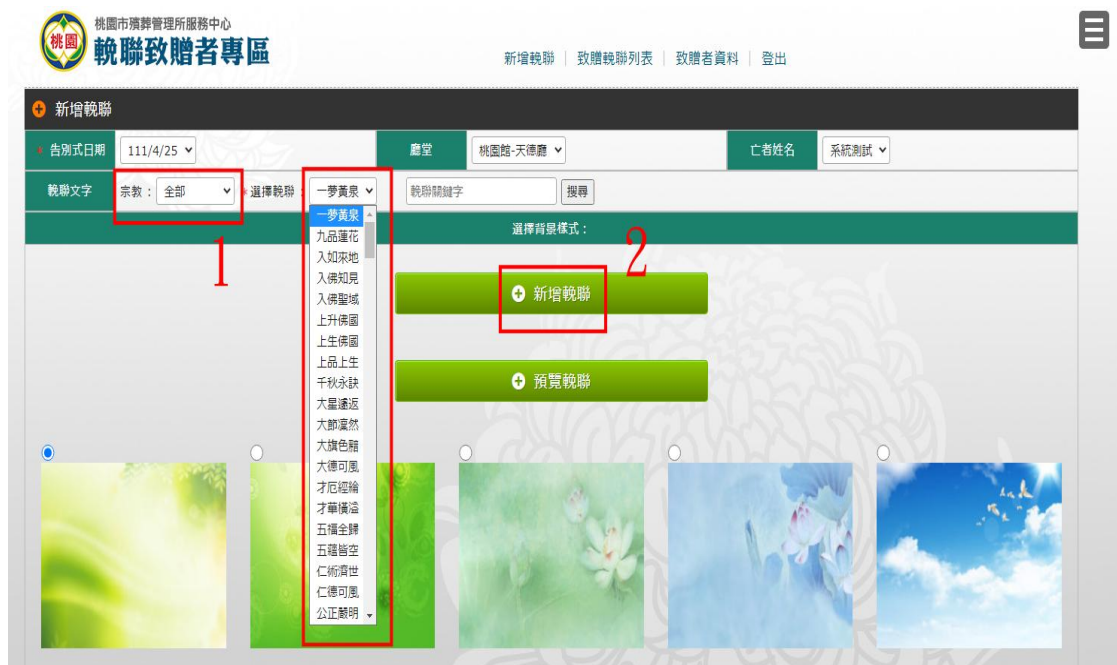 桃園市殯葬管理所服務中心
桃園
輓聯致贈者專區
新增輓聯 | 致贈輓聯列表 | 致贈者資料 | 登出
新增輓聯
* 告別式日期 111/4/25 廳堂 桃園館-天德廳 亡者姓名 系統測試
輓聯文字 宗教： 全部 * 選擇輓聯： 一夢黃泉 輓聯關鍵字 搜尋
選擇背景樣式：
1
2
一夢黃泉
九品蓮花
入如來地
入佛知見
入佛聖域
上升佛國
上生佛國
上品上生
千秋永訣
大星遽返
大節凜然
大旗色黯
大德可風
才厄經綸
才華橫溢
五福全歸
五蘊皆空
仁術濟世
仁德可風
公正嚴明
新增輓聯
預覽輓聯